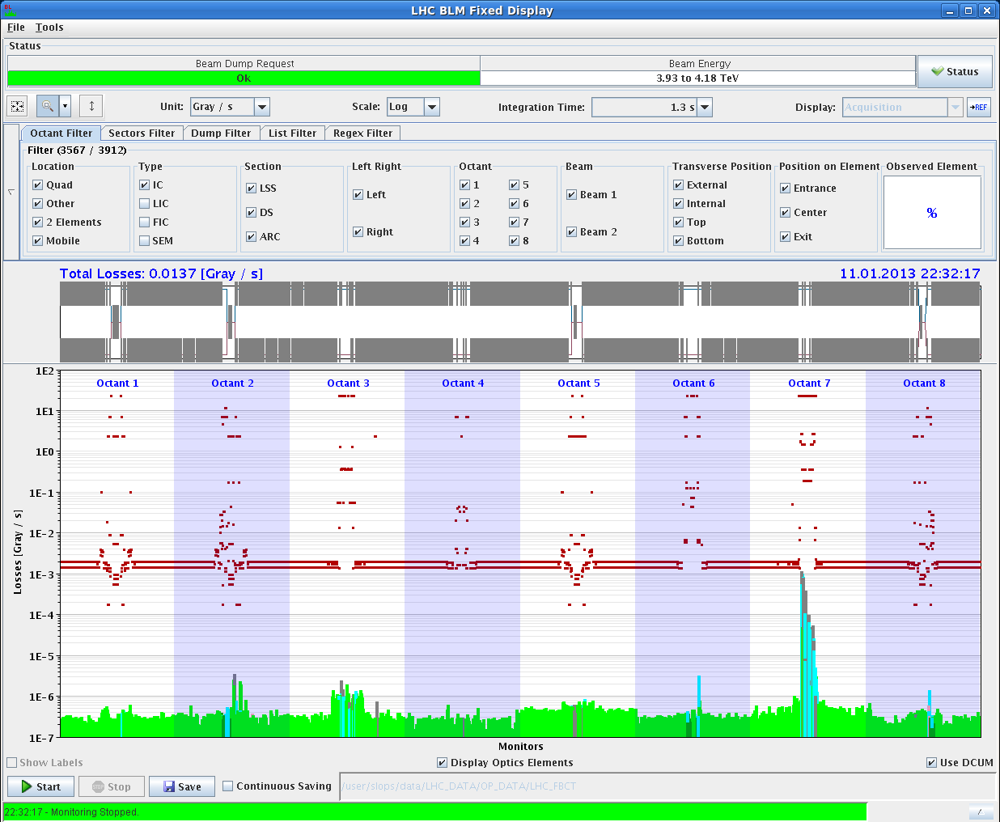 LHC BLM Fixed Display
File Tools
Status
Beam Dump Request Beam Energy
Ok 3.93 to 4.18 TeV
Status
Unit: Gray / s Scale: Log Integration Time: 1.3 s Display: Acquisition →REF
Octant Filter Sectors Filter Dump Filter List Filter Regex Filter
Filter (3567 / 3912)
Location Type Section Left Right Octant Beam Transverse Position Position on Element Observed Element
Quad IC LSS Left 1 5 Beam 1 External Entrance
Other LIC DS 2 6 Internal Center %
2 Elements FIC ARC Right 3 7 Beam 2 Top Exit
Mobile SEM 4 8 Bottom
Total Losses: 0.0137 [Gray / s] 11.01.2013 22:32:17
Octant 1 Octant 2 Octant 3 Octant 4 Octant 5 Octant 6 Octant 7 Octant 8
1E2
1E1
1E0
1E-1
1E-2
1E-3
1E-4
1E-5
1E-6
1E-7
Losses [Gray / s]
Monitors
Show Labels Display Optics Elements Use DCUM
Start Stop Save Continuous Saving /user/slops/data/LHC_DATA/OP_DATA/LHC_FBCT
22:32:17 - Monitoring Stopped.